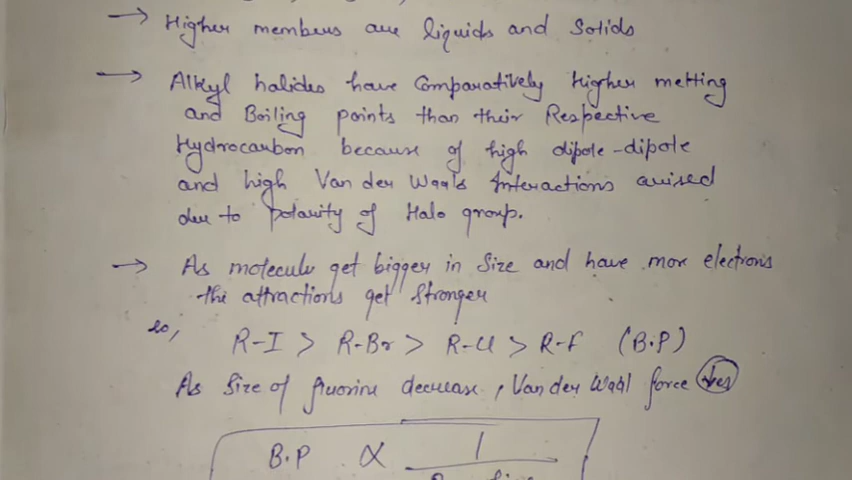 → Higher members are liquids and Solids
→ Alkyl halides have Comparatively Higher melting
and Boiling points than their Respective
Hydrocarbon because of high dipole-dipole
and high Van der Waals Interactions arised
due to polarity of Halo group.
→ As molecule get bigger in Size and have more electrons
the attractions get Stronger
so,
R-I > R-Br > R-Cl > R-F (B.P)
As Size of fluorine decrease, Van der Waal force
B.P ∝ 1